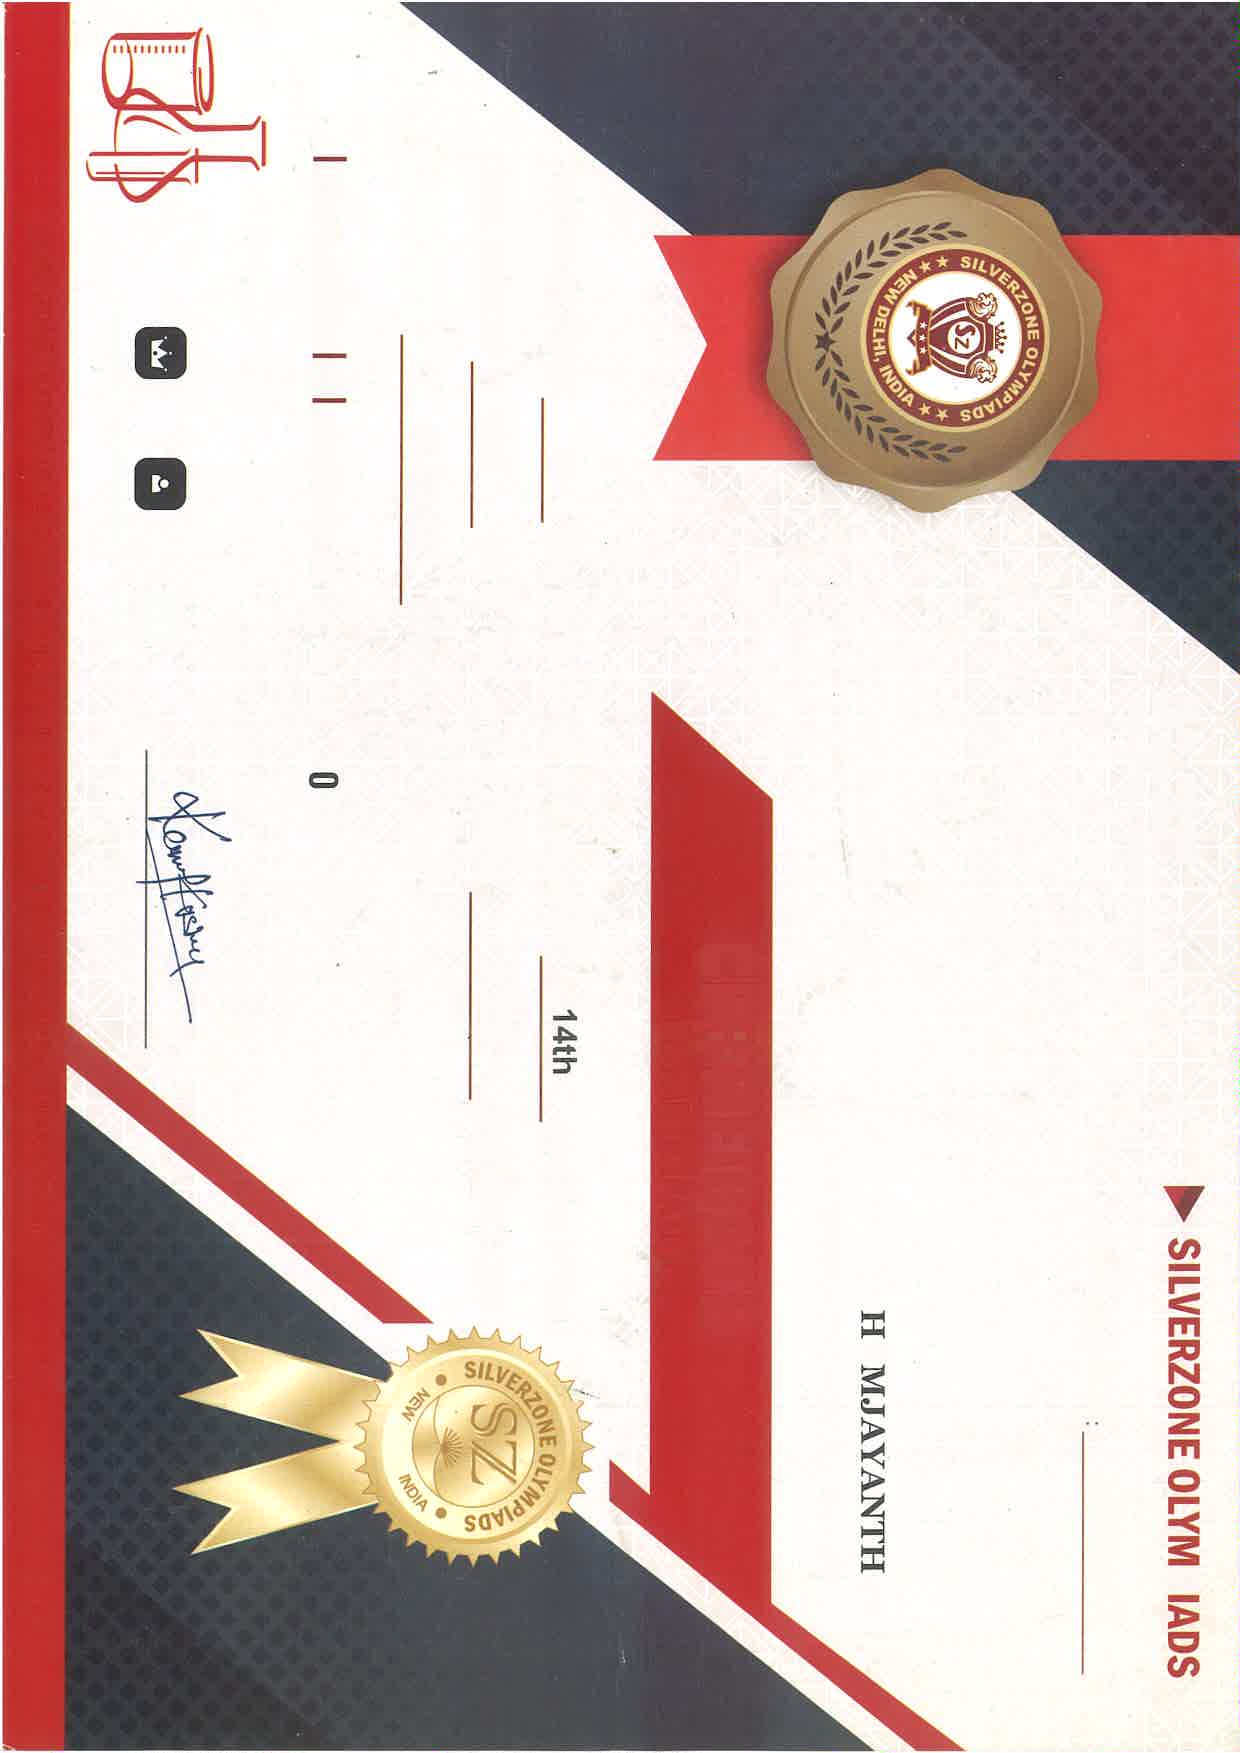 SILVERZONE OLYM IADS
H MJAYANTH
14th
0
★★ SILVERZONE OLYMPIADS ★★
NEW DELHI, INDIA
SZ
SILVERZONE OLYMPIADS
SZ
NEW INDIA